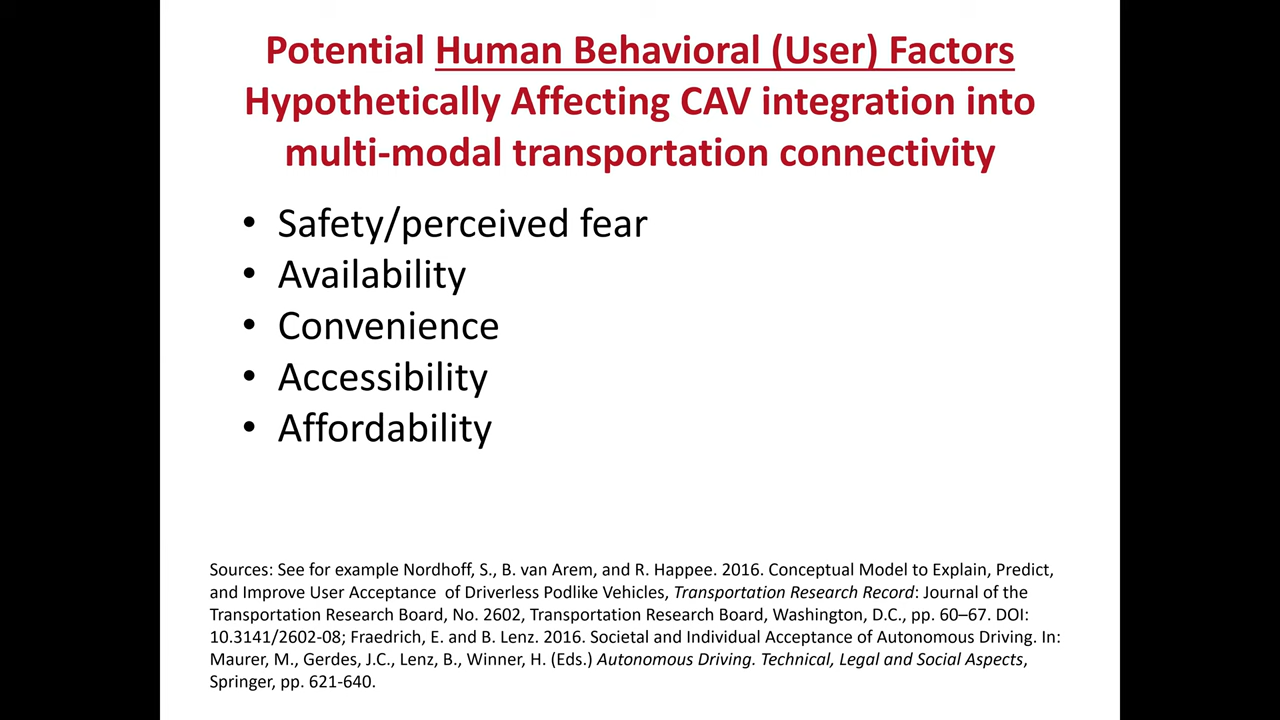 Potential Human Behavioral (User) Factors
Hypothetically Affecting CAV integration into
multi-modal transportation connectivity
• Safety/perceived fear
• Availability
• Convenience
• Accessibility
• Affordability
Sources: See for example Nordhoff, S., B. van Arem, and R. Happee. 2016. Conceptual Model to Explain, Predict,
and Improve User Acceptance of Driverless Podlike Vehicles, Transportation Research Record: Journal of the
Transportation Research Board, No. 2602, Transportation Research Board, Washington, D.C., pp. 60–67. DOI:
10.3141/2602-08; Fraedrich, E. and B. Lenz. 2016. Societal and Individual Acceptance of Autonomous Driving. In:
Maurer, M., Gerdes, J.C., Lenz, B., Winner, H. (Eds.) Autonomous Driving. Technical, Legal and Social Aspects,
Springer, pp. 621-640.